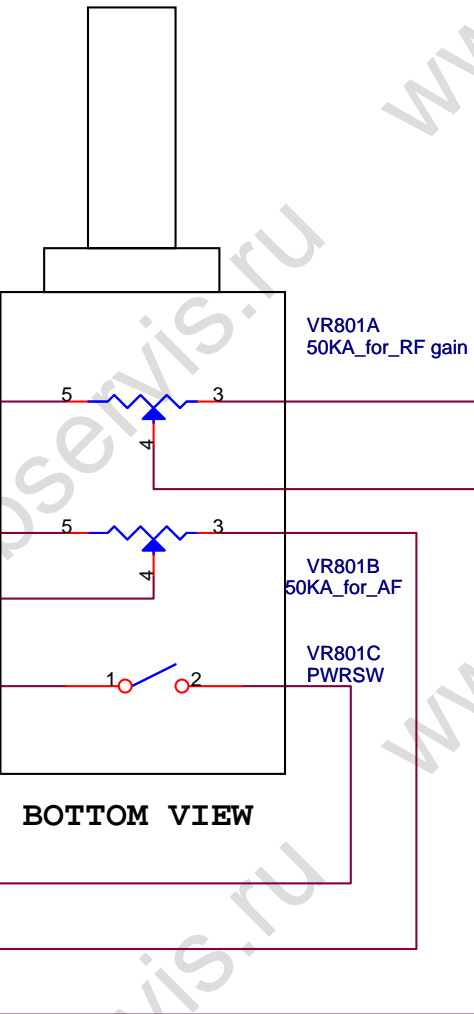 VR801A
50KA_for_RF gain
5
3
4
5
3
4
VR801B
50KA_for_AF
VR801C
PWRSW
1
2
BOTTOM VIEW